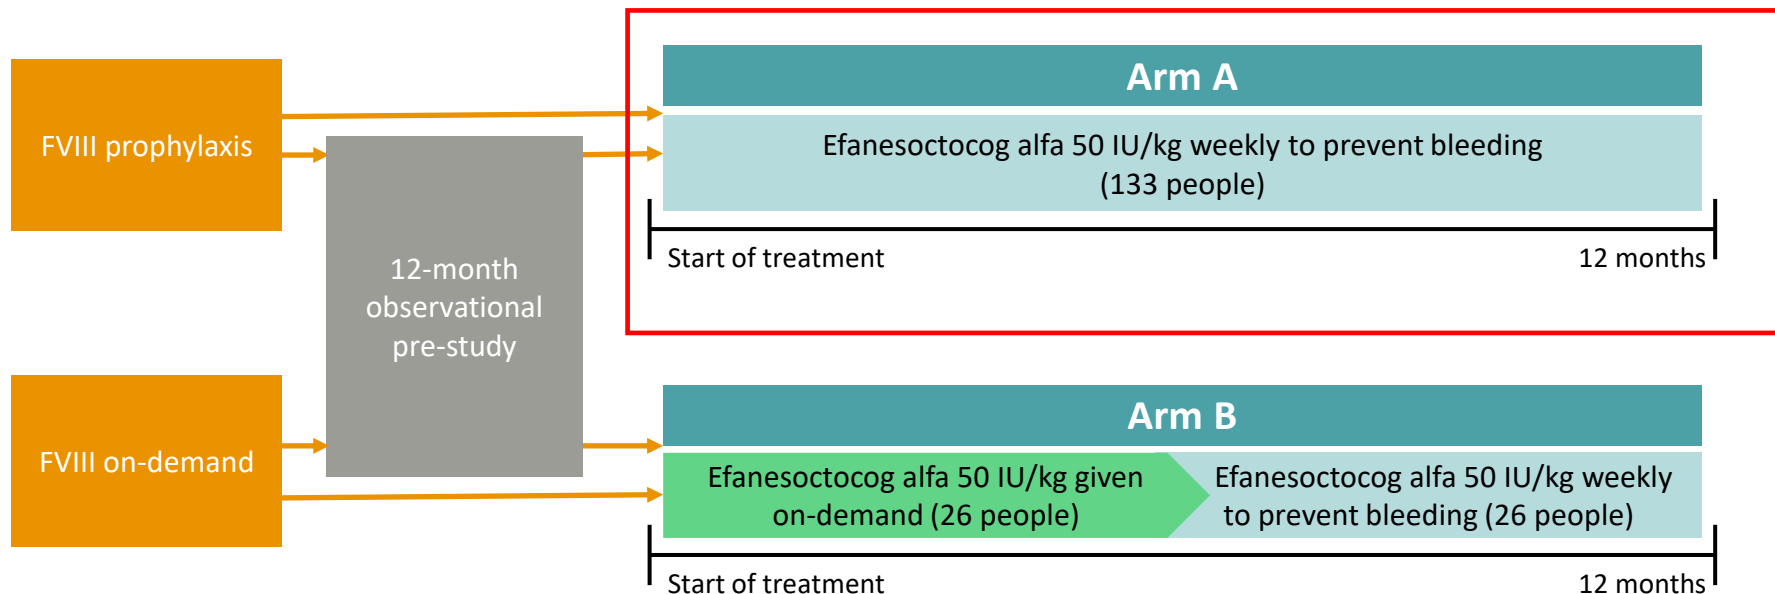 FVIII prophylaxis
12-month
observational
pre-study
FVIII on-demand
Arm A
Efanesoctocog alfa 50 IU/kg weekly to prevent bleeding
(133 people)
Start of treatment
12 months
Arm B
Efanesoctocog alfa 50 IU/kg given
on-demand (26 people)
Efanesoctocog alfa 50 IU/kg weekly
to prevent bleeding (26 people)
Start of treatment
12 months